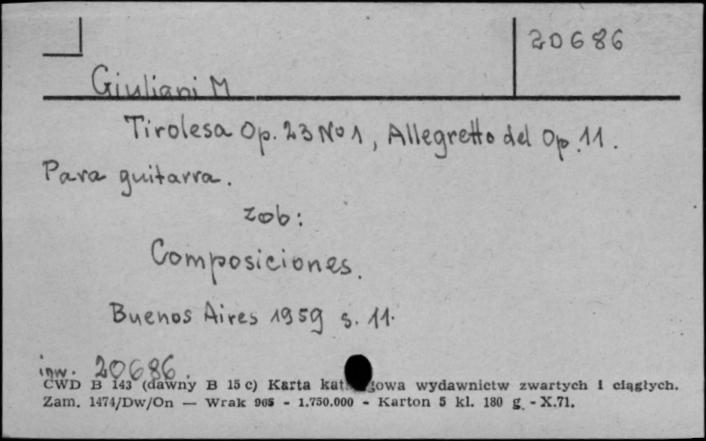 20686
Giuliani M
Tirolesa Op. 23 No 1, Allegretto del Op. 11.
Para guitarra.
zob:
Composiciones.
Buenos Aires 1959 s. 11.
inw. 20686.
CWD B 143 (dawny B 15 c) Karta kat gowa wydawnictw zwartych i ciągłych.
Zam. 1474/Dw/On — Wrak 965 - 1.750.000 - Karton 5 kl. 180 g. - X.71.